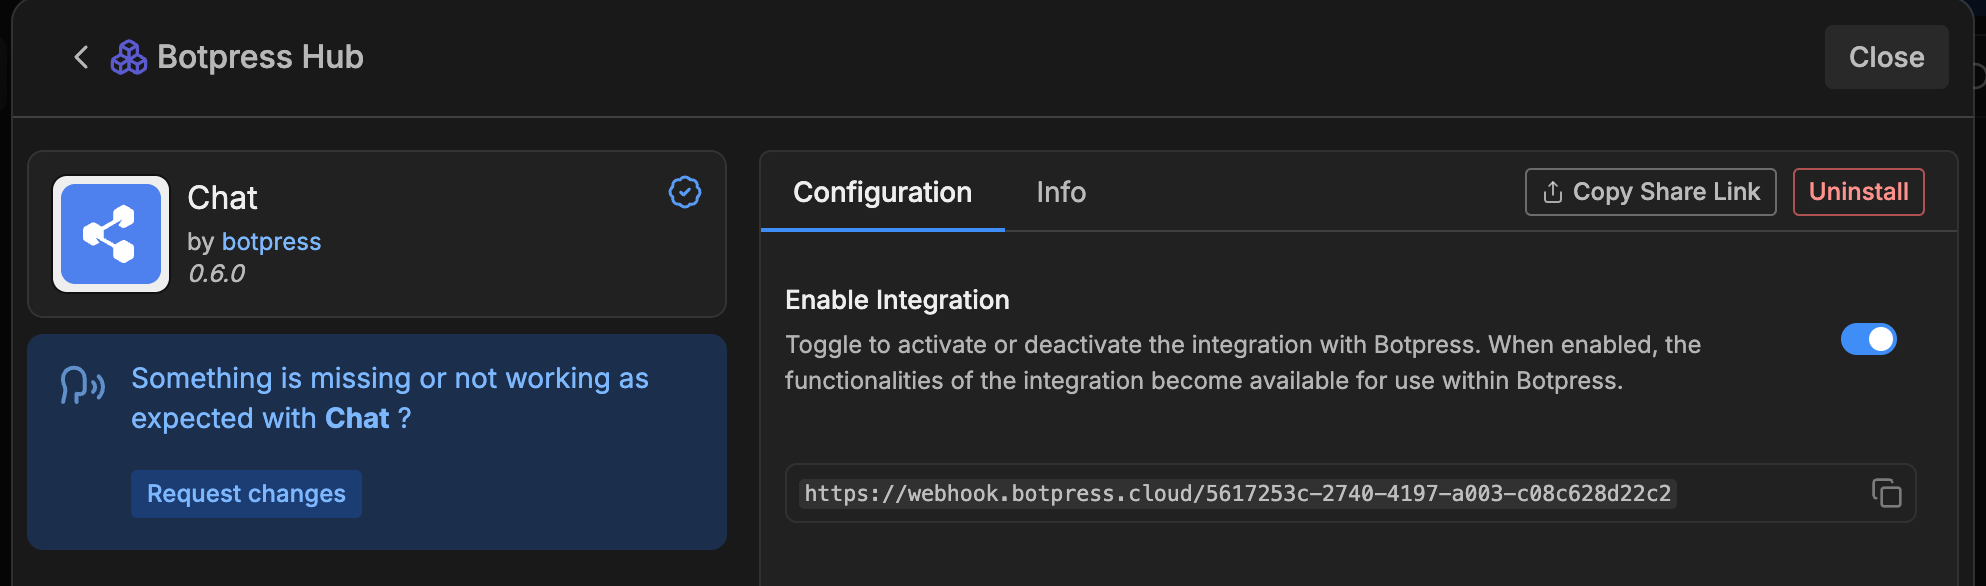 Botpress Hub
Close
Chat
by botpress
0.6.0
Something is missing or not working as
expected with Chat ?
Request changes
Configuration
Info
Copy Share Link
Uninstall
Enable Integration
Toggle to activate or deactivate the integration with Botpress. When enabled, the
functionalities of the integration become available for use within Botpress.
https://webhook.botpress.cloud/5617253c-2740-4197-a003-c08c628d22c2